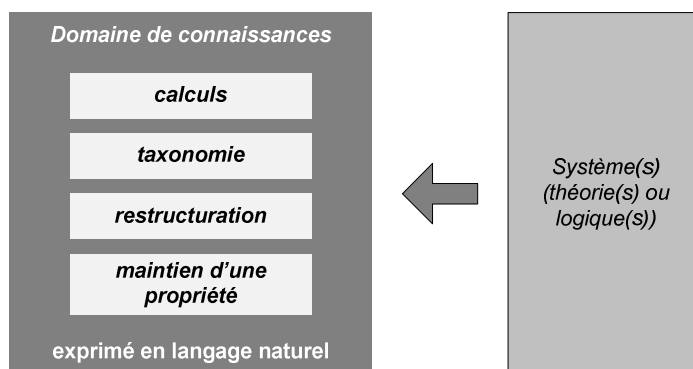 Domaine de connaissances
calculs
taxonomie
restructuration
maintien d'une
propriété
exprimé en langage naturel
Système(s)
(théorie(s) ou
logique(s))